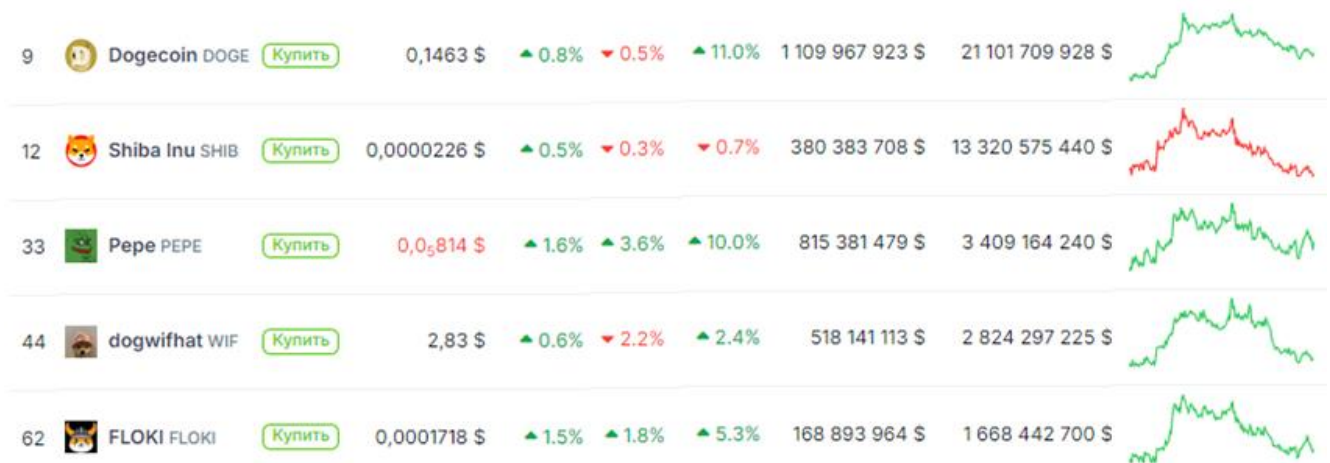 9 Dogecoin DOGE Купить 0,1463 $ ▲ 0.8% ▼ 0.5% ▲ 11.0% 1 109 967 923 $ 21 101 709 928 $
12 Shiba Inu SHIB Купить 0,0000226 $ ▲ 0.5% ▼ 0.3% ▼ 0.7% 380 383 708 $ 13 320 575 440 $
33 Pepe PEPE Купить 0,0₅814 $ ▲ 1.6% ▲ 3.6% ▲ 10.0% 815 381 479 $ 3 409 164 240 $
44 dogwifhat WIF Купить 2,83 $ ▲ 0.6% ▼ 2.2% ▲ 2.4% 518 141 113 $ 2 824 297 225 $
62 FLOKI FLOKI Купить 0,0001718 $ ▲ 1.5% ▲ 1.8% ▲ 5.3% 168 893 964 $ 1 668 442 700 $